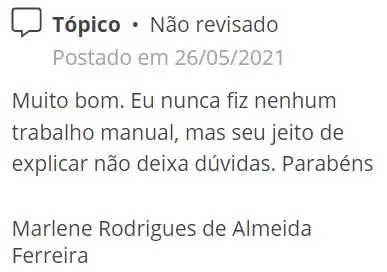 Tópico • Não revisado
Postado em 26/05/2021
Muito bom. Eu nunca fiz nenhum
trabalho manual, mas seu jeito de
explicar não deixa dúvidas. Parabéns
Marlene Rodrigues de Almeida
Ferreira